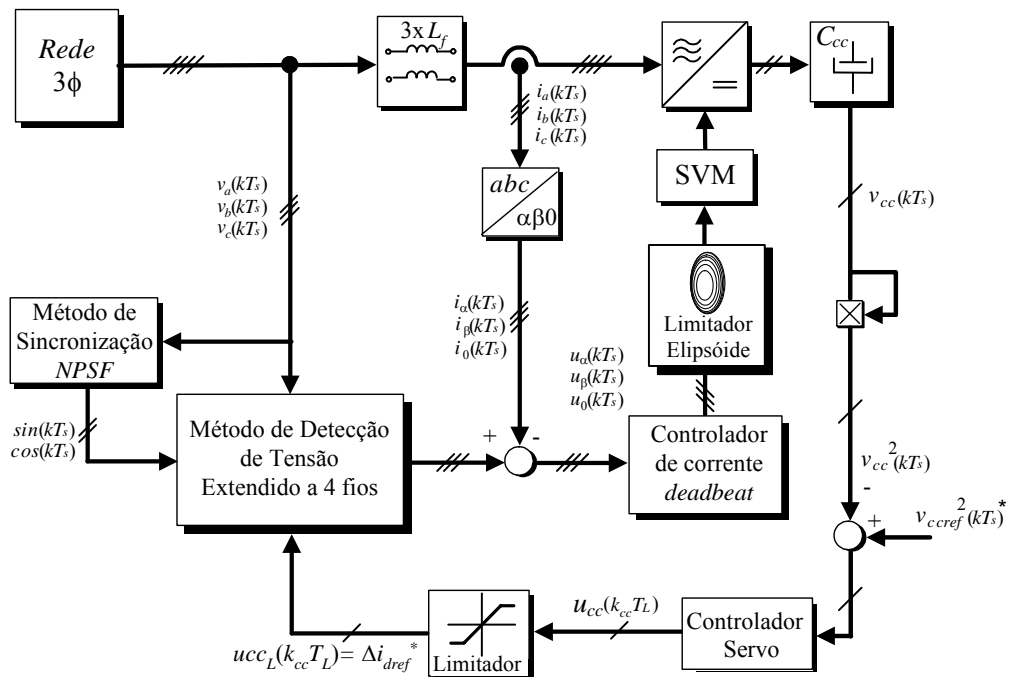 Rede
3ϕ
3x L_f
C_cc
i_a(kT_s)
i_b(kT_s)
i_c(kT_s)
abc
αβ0
SVM
v_cc(kT_s)
v_a(kT_s)
v_b(kT_s)
v_c(kT_s)
Método de
Sincronização
NPSF
i_α(kT_s)
i_β(kT_s)
i_0(kT_s)
Limitador
Elipsóide
u_α(kT_s)
u_β(kT_s)
u_0(kT_s)
sin(kT_s)
cos(kT_s)
Método de Detecção
de Tensão
Extendido a 4 fios
+
-
Controlador
de corrente
deadbeat
v_cc^2(kT_s)
-
+
v_ccref^2(kT_s)*
u_cc(k_cc T_L)
Controlador
Servo
Limitador
ucc_L(k_cc T_L)= Δi_dref*